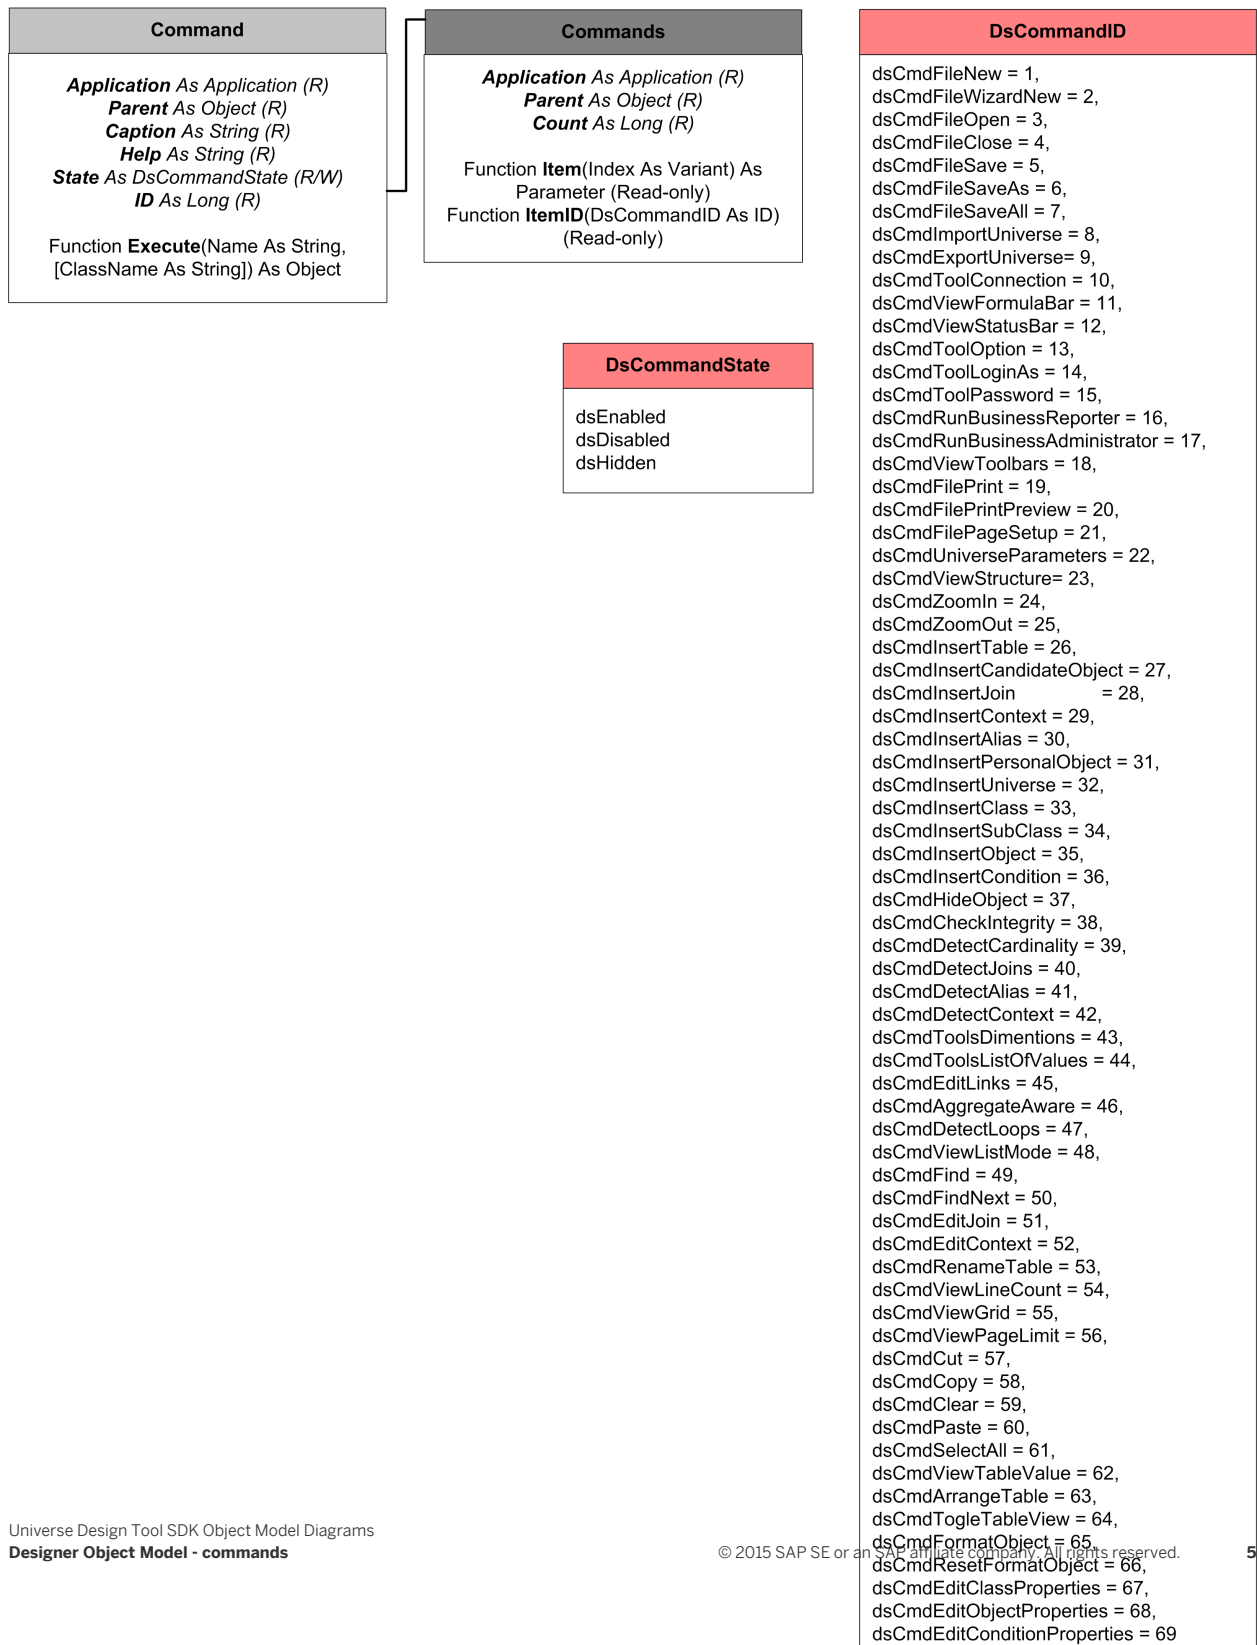 Command
Application As Application (R)
Parent As Object (R)
Caption As String (R)
Help As String (R)
State As DsCommandState (R/W)
ID As Long (R)
Function Execute(Name As String,
[ClassName As String]) As Object
Commands
Application As Application (R)
Parent As Object (R)
Count As Long (R)
Function Item(Index As Variant) As
Parameter (Read-only)
Function ItemID(DsCommandID As ID)
(Read-only)
DsCommandState
dsEnabled
dsDisabled
dsHidden
DsCommandID
dsCmdFileNew = 1,
dsCmdFileWizardNew = 2,
dsCmdFileOpen = 3,
dsCmdFileClose = 4,
dsCmdFileSave = 5,
dsCmdFileSaveAs = 6,
dsCmdFileSaveAll = 7,
dsCmdImportUniverse = 8,
dsCmdExportUniverse= 9,
dsCmdToolConnection = 10,
dsCmdViewFormulaBar = 11,
dsCmdViewStatusBar = 12,
dsCmdToolOption = 13,
dsCmdToolLoginAs = 14,
dsCmdToolPassword = 15,
dsCmdRunBusinessReporter = 16,
dsCmdRunBusinessAdministrator = 17,
dsCmdViewToolbars = 18,
dsCmdFilePrint = 19,
dsCmdFilePrintPreview = 20,
dsCmdFilePageSetup = 21,
dsCmdUniverseParameters = 22,
dsCmdViewStructure= 23,
dsCmdZoomIn = 24,
dsCmdZoomOut = 25,
dsCmdInsertTable = 26,
dsCmdInsertCandidateObject = 27,
dsCmdInsertJoin = 28,
dsCmdInsertContext = 29,
dsCmdInsertAlias = 30,
dsCmdInsertPersonalObject = 31,
dsCmdInsertUniverse = 32,
dsCmdInsertClass = 33,
dsCmdInsertSubClass = 34,
dsCmdInsertObject = 35,
dsCmdInsertCondition = 36,
dsCmdHideObject = 37,
dsCmdCheckIntegrity = 38,
dsCmdDetectCardinality = 39,
dsCmdDetectJoins = 40,
dsCmdDetectAlias = 41,
dsCmdDetectContext = 42,
dsCmdToolsDimentions = 43,
dsCmdToolsListOfValues = 44,
dsCmdEditLinks = 45,
dsCmdAggregateAware = 46,
dsCmdDetectLoops = 47,
dsCmdViewListMode = 48,
dsCmdFind = 49,
dsCmdFindNext = 50,
dsCmdEditJoin = 51,
dsCmdEditContext = 52,
dsCmdRenameTable = 53,
dsCmdViewLineCount = 54,
dsCmdViewGrid = 55,
dsCmdViewPageLimit = 56,
dsCmdCut = 57,
dsCmdCopy = 58,
dsCmdClear = 59,
dsCmdPaste = 60,
dsCmdSelectAll = 61,
dsCmdViewTableValue = 62,
dsCmdArrangeTable = 63,
dsCmdTogleTableView = 64,
dsCmdFormatObject = 65,
dsCmdResetFormatObject = 66,
dsCmdEditClassProperties = 67,
dsCmdEditObjectProperties = 68,
dsCmdEditConditionProperties = 69
Universe Design Tool SDK Object Model Diagrams
Designer Object Model - commands
© 2015 SAP SE or an SAP affiliate company. All rights reserved. 5